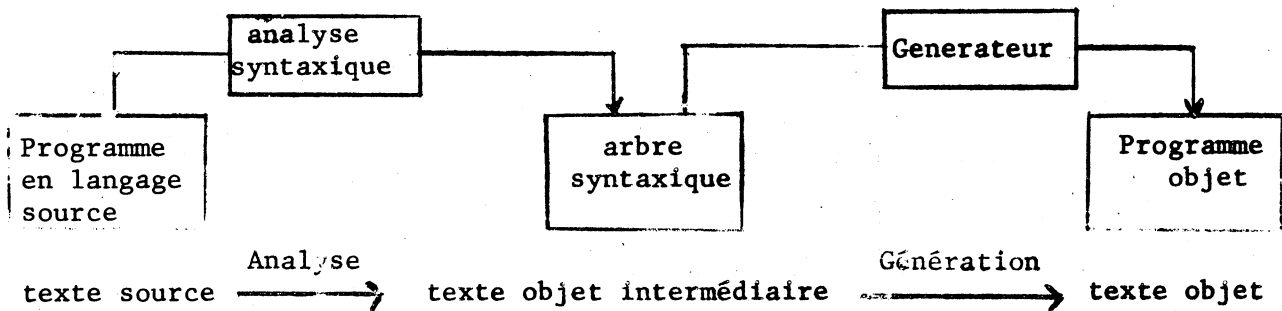 analyse
syntaxique
Generateur
Programme
en langage
source
arbre
syntaxique
Programme
objet
Analyse
Génération
texte source
texte objet intermédiaire
texte objet